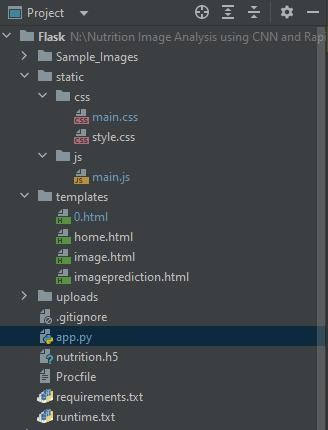 Project
Flask N:\Nutrition Image Analysis using CNN and Rapi
Sample_Images
static
css
main.css
style.css
js
main.js
templates
0.html
home.html
image.html
imageprediction.html
uploads
.gitignore
app.py
nutrition.h5
Procfile
requirements.txt
runtime.txt